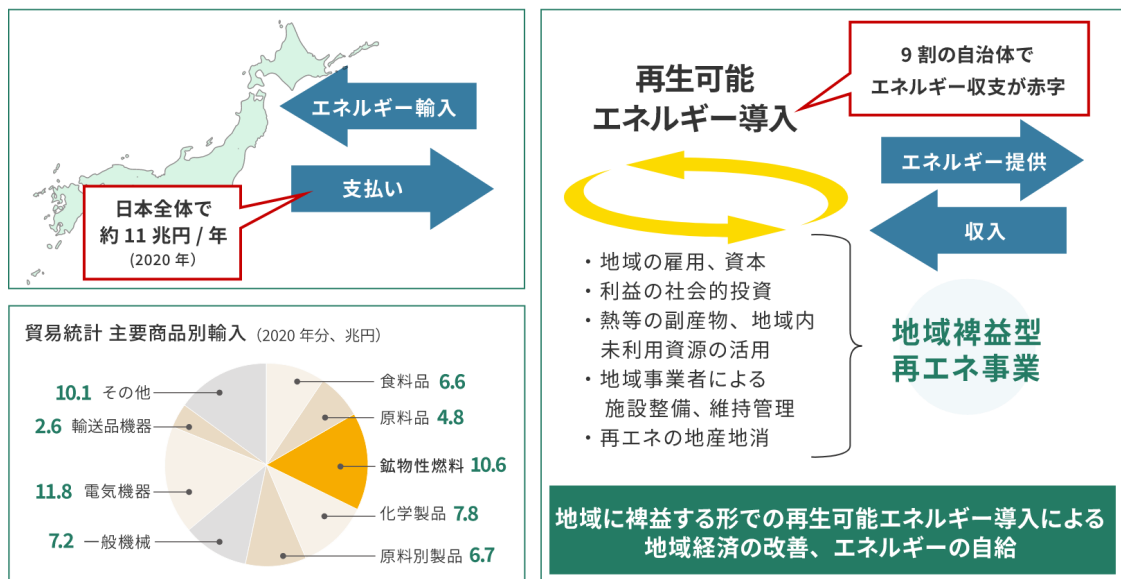 エネルギー輸入
支払い
日本全体で
約 11 兆円 / 年
(2020 年)
貿易統計 主要商品別輸入 (2020 年分、兆円)
食料品 6.6
原料品 4.8
鉱物性燃料 10.6
化学製品 7.8
原料別製品 6.7
10.1 その他
2.6 輸送品機器
11.8 電気機器
7.2 一般機械
再生可能
エネルギー導入
9 割の自治体で
エネルギー収支が赤字
エネルギー提供
収入
・地域の雇用、資本
・利益の社会的投資
・熱等の副産物、地域内
未利用資源の活用
・地域事業者による
施設整備、維持管理
・再エネの地産地消
地域裨益型
再エネ事業
地域に裨益する形での再生可能エネルギー導入による
地域経済の改善、エネルギーの自給